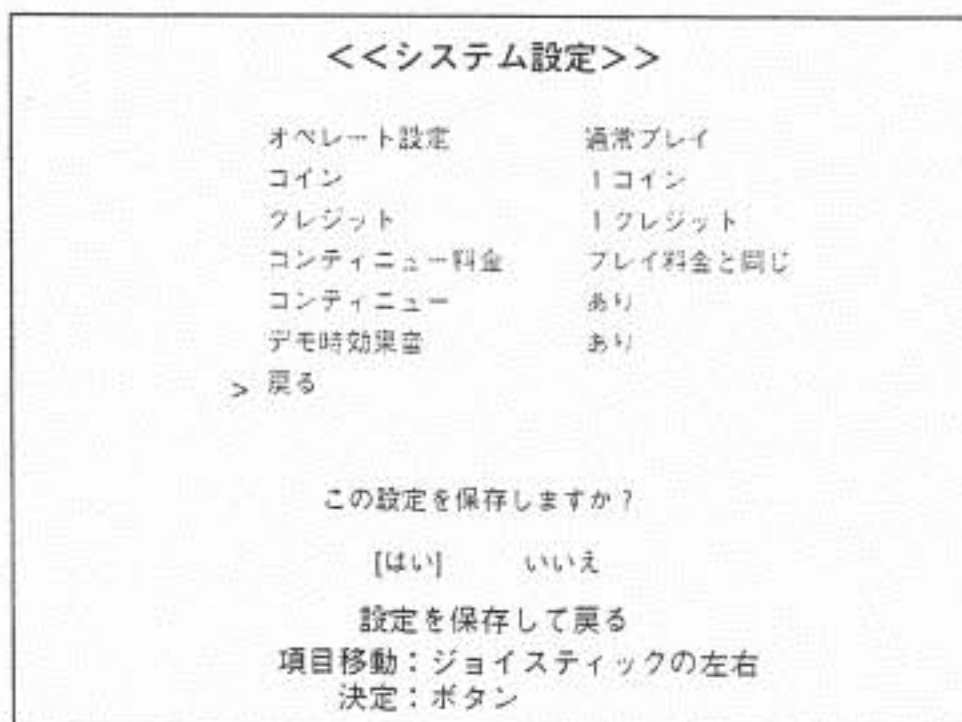 <<システム設定>>
オペレート設定 通常プレイ
コイン 1コイン
クレジット 1クレジット
コンティニュー料金 プレイ料金と同じ
コンティニュー あり
デモ時効果音 あり
> 戻る
この設定を保存しますか?
[はい] いいえ
設定を保存して戻る
項目移動:ジョイスティックの左右
決定:ボタン